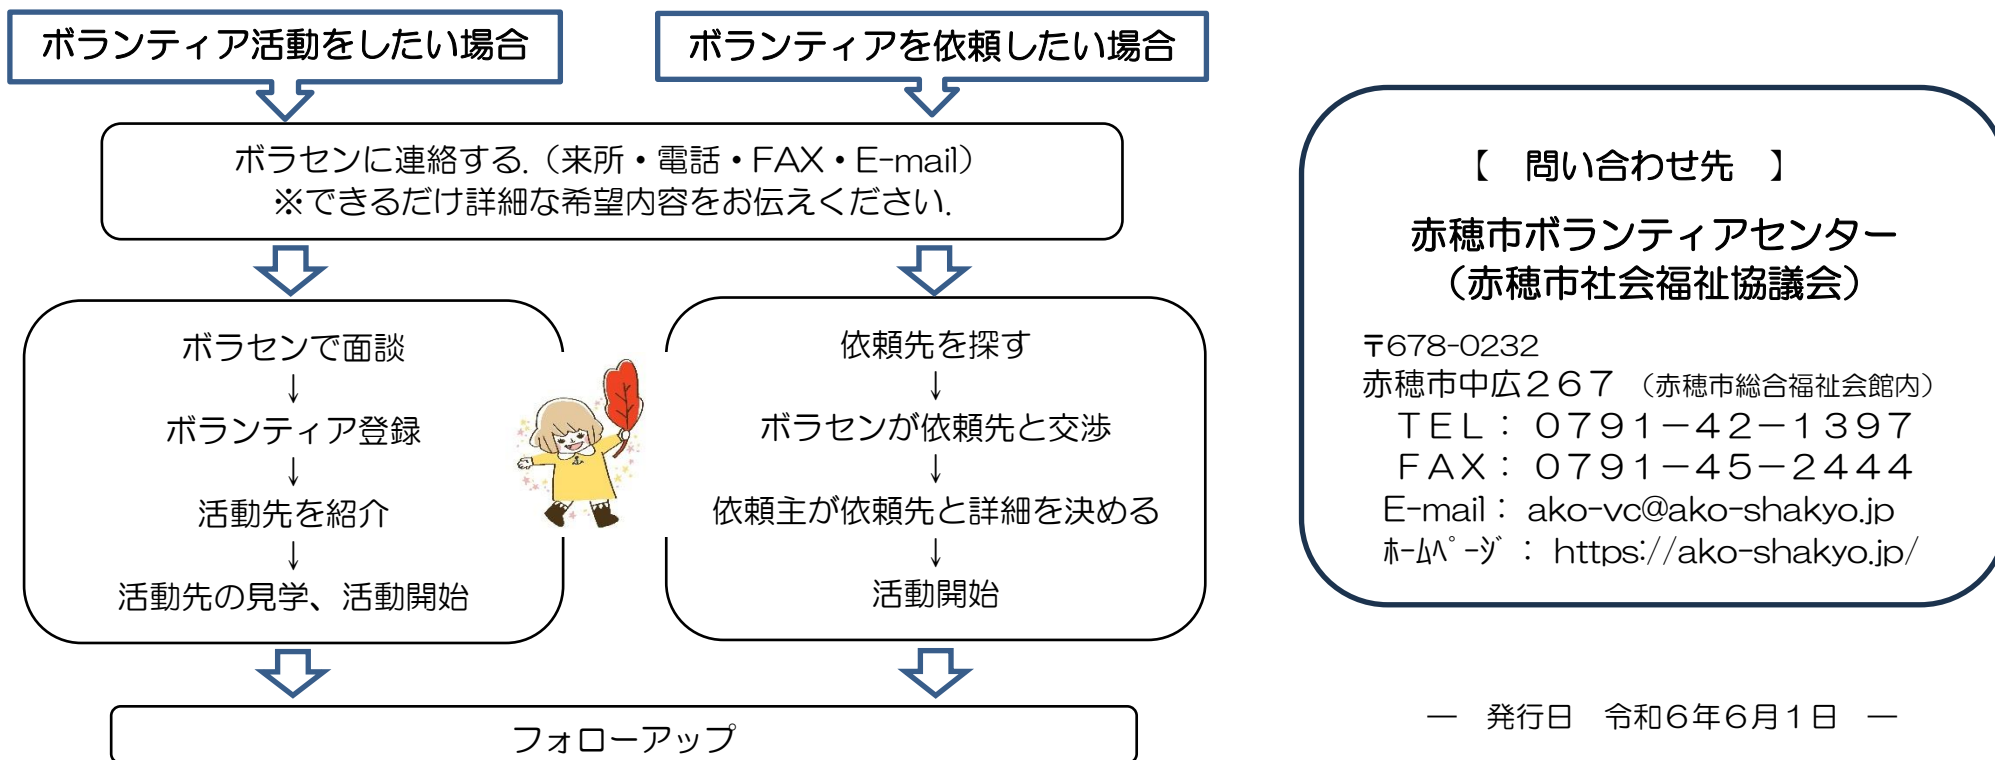 ボランティア活動をしたい場合
ボランティアを依頼したい場合
ボラセンに連絡する.（来所・電話・FAX・E-mail）
※できるだけ詳細な希望内容をお伝えください.
ボラセンで面談
↓
ボランティア登録
↓
活動先を紹介
↓
活動先の見学、活動開始
依頼先を探す
↓
ボラセンが依頼先と交渉
↓
依頼主が依頼先と詳細を決める
↓
活動開始
フォローアップ
【　問い合わせ先　】
赤穂市ボランティアセンター
（赤穂市社会福祉協議会）
〒678-0232
赤穂市中広２６７（赤穂市総合福祉会館内）
ＴＥＬ：０７９１－４２－１３９７
ＦＡＸ：０７９１－４５－２４４４
E-mail：ako-vc@ako-shakyo.jp
ﾎｰﾑﾍﾟｰｼﾞ：https://ako-shakyo.jp/
―　発行日　令和６年６月１日　―